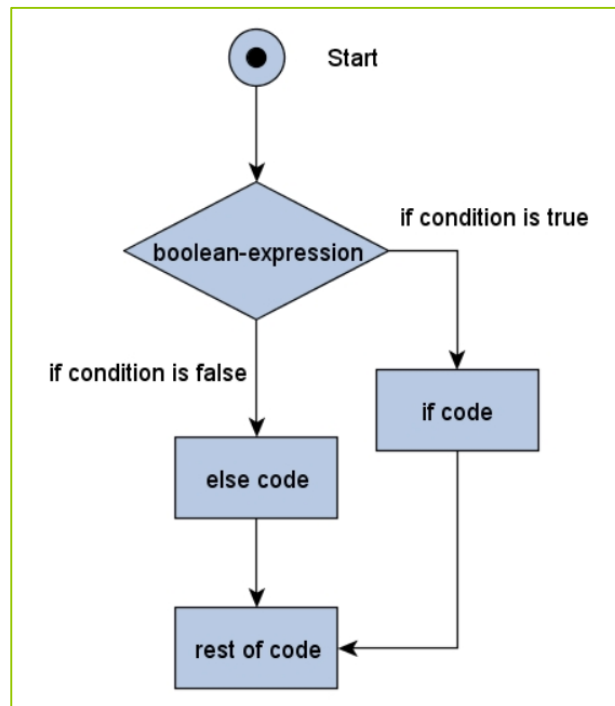 Start
if condition is true
boolean-expression
if condition is false
if code
else code
rest of code